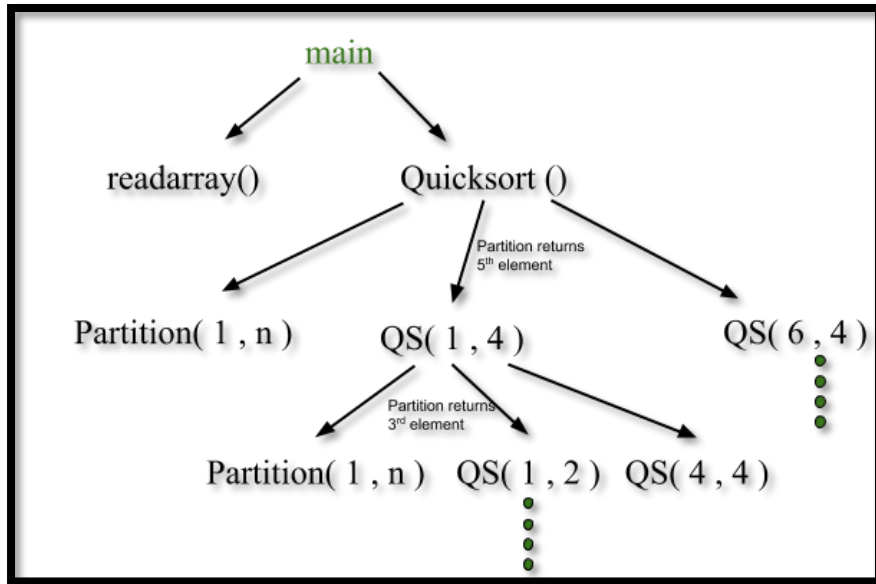 main
readarray()
Quicksort ()
Partition returns
5th element
Partition( 1 , n )
QS( 1 , 4 )
QS( 6 , 4 )
Partition returns
3rd element
Partition( 1 , n )
QS( 1 , 2 )
QS( 4 , 4 )